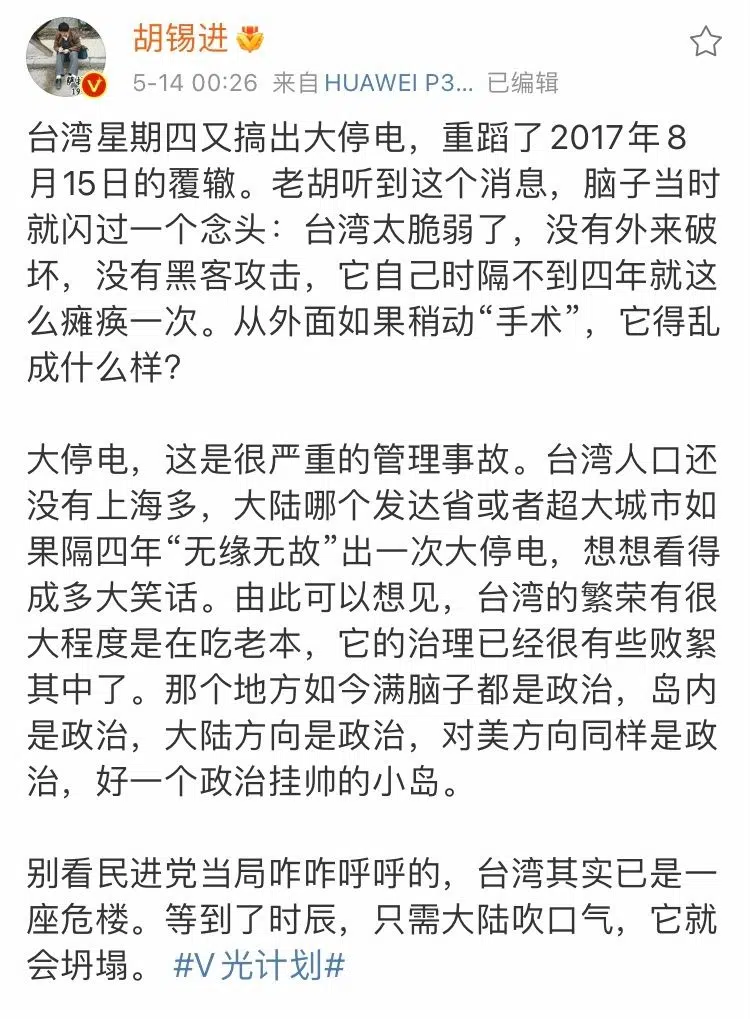 胡锡进
5-14 00:26 来自HUAWEI P3... 已编辑
台湾星期四又搞出大停电，重蹈了2017年8
月15日的覆辙。老胡听到这个消息，脑子当时
就闪过一个念头：台湾太脆弱了，没有外来破
坏，没有黑客攻击，它自己时隔不到四年就这
么瘫痪一次。从外面如果稍动“手术”，它得乱
成什么样？
大停电，这是很严重的管理事故。台湾人口还
没有上海多，大陆哪个发达省或者超大城市如
果隔四年“无缘无故”出一次大停电，想想看得
成多大笑话。由此可以想见，台湾的繁荣有很
大程度是在吃老本，它的治理已经很有些败絮
其中了。那个地方如今满脑子都是政治，岛内
是政治，大陆方向是政治，对美方向同样是政
治，好一个政治挂帅的小岛。
别看民进党当局咋咋呼呼的，台湾其实已是一
座危楼。等到了时辰，只需大陆吹口气，它就
会坍塌。 #V光计划#